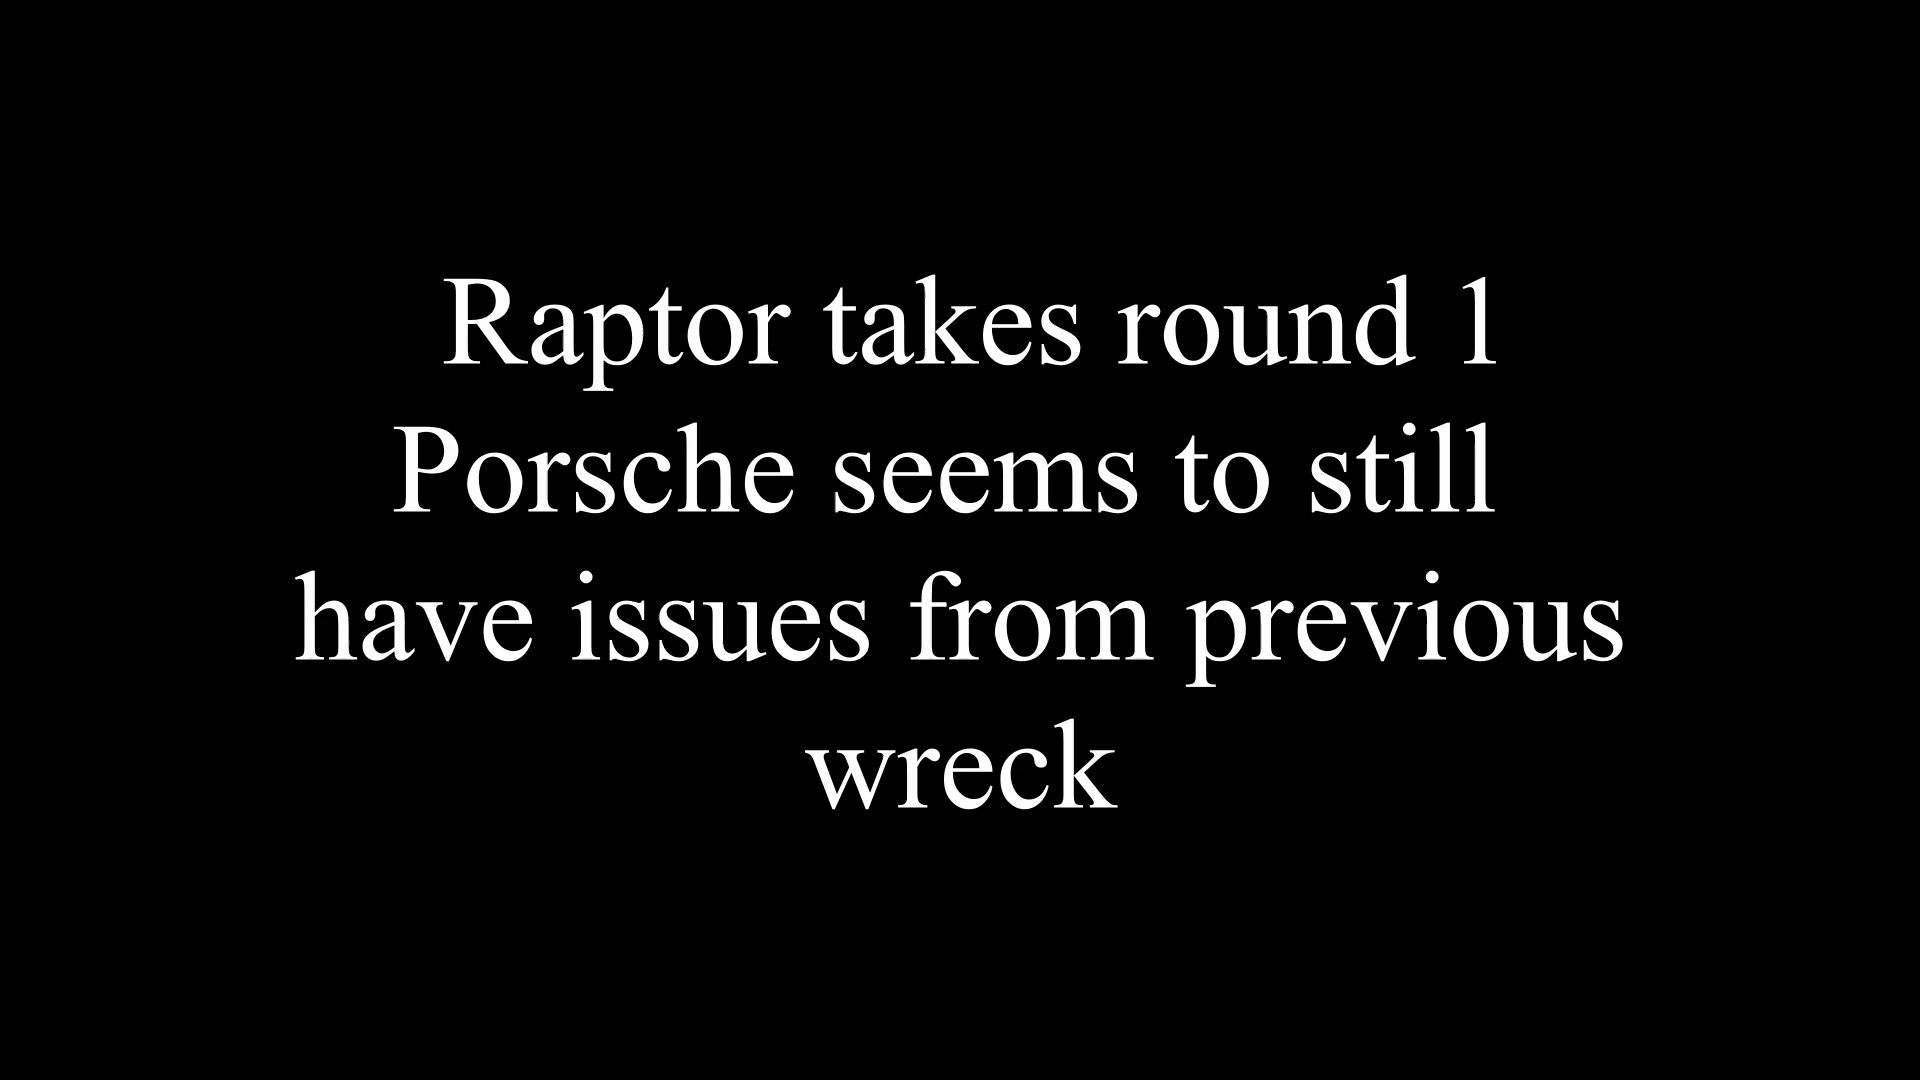 Raptor takes round 1
Porsche seems to still
have issues from previous
wreck